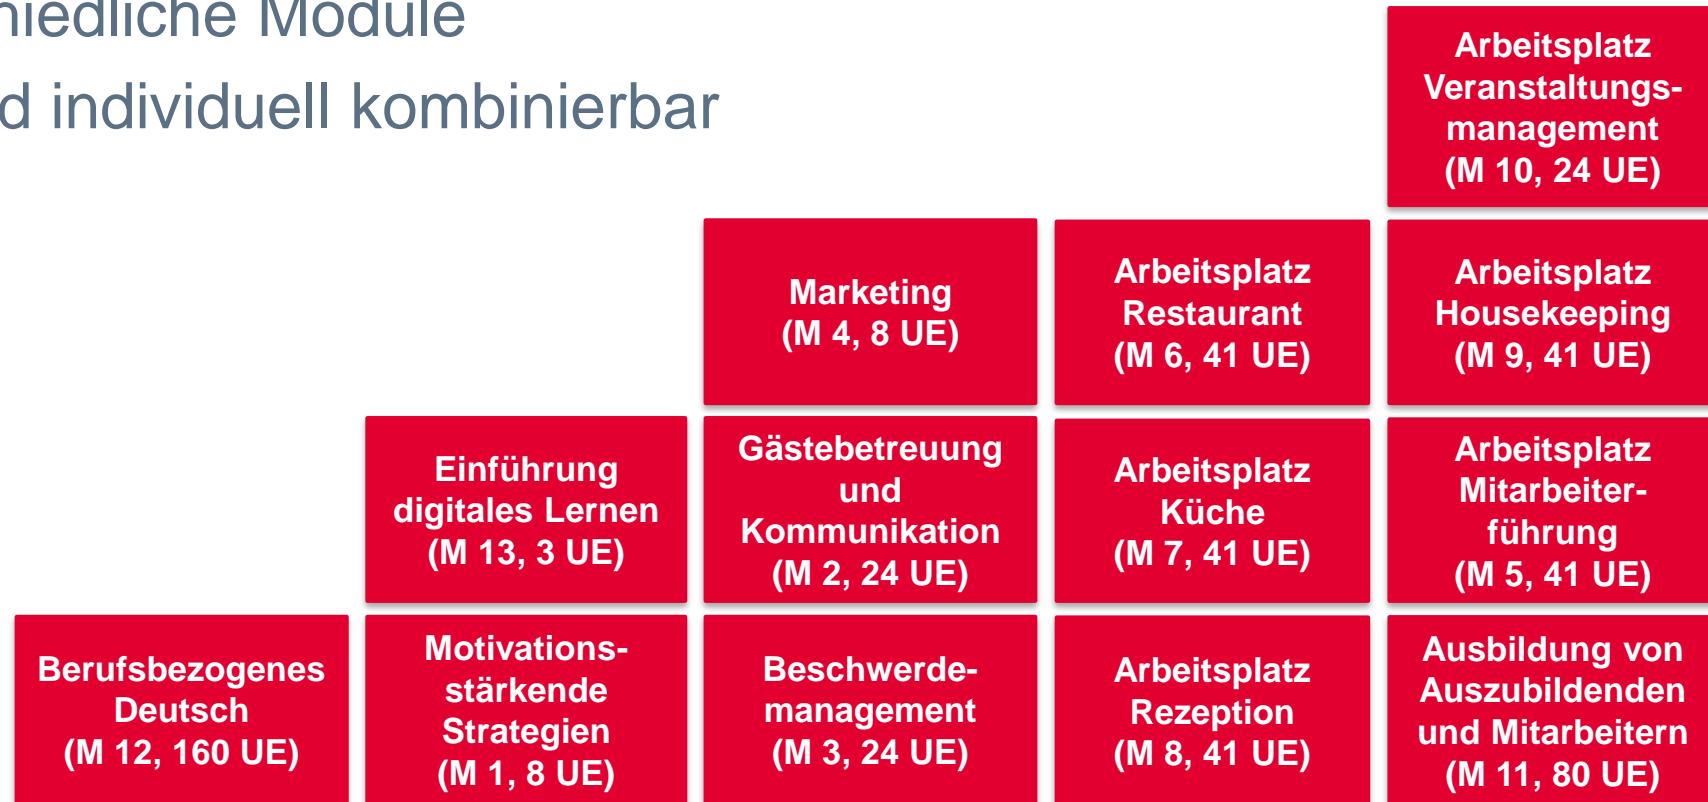 hiedliche Module
d individuell kombinierbar
Arbeitsplatz
Veranstaltungs-
management
(M 10, 24 UE)
Marketing
(M 4, 8 UE)
Arbeitsplatz
Restaurant
(M 6, 41 UE)
Arbeitsplatz
Housekeeping
(M 9, 41 UE)
Einführung
digitales Lernen
(M 13, 3 UE)
Gästebetreuung
und
Kommunikation
(M 2, 24 UE)
Arbeitsplatz
Küche
(M 7, 41 UE)
Arbeitsplatz
Mitarbeiter-
führung
(M 5, 41 UE)
Berufsbezogenes
Deutsch
(M 12, 160 UE)
Motivations-
stärkende
Strategien
(M 1, 8 UE)
Beschwerde-
management
(M 3, 24 UE)
Arbeitsplatz
Rezeption
(M 8, 41 UE)
Ausbildung von
Auszubildenden
und Mitarbeitern
(M 11, 80 UE)